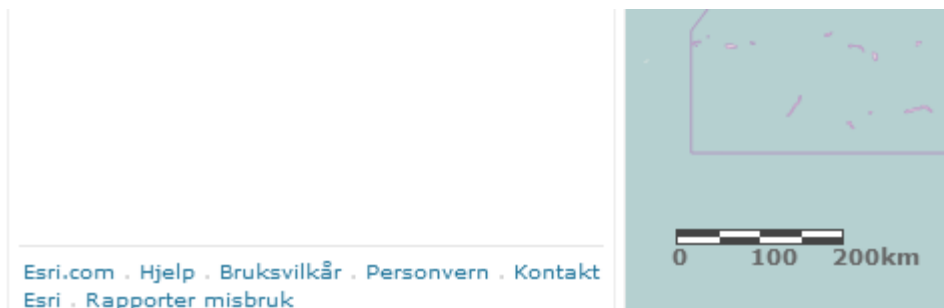 Esri.com . Hjelp . Bruksvilkår . Personvern . Kontakt
Esri . Rapporter misbruk
0 100 200km